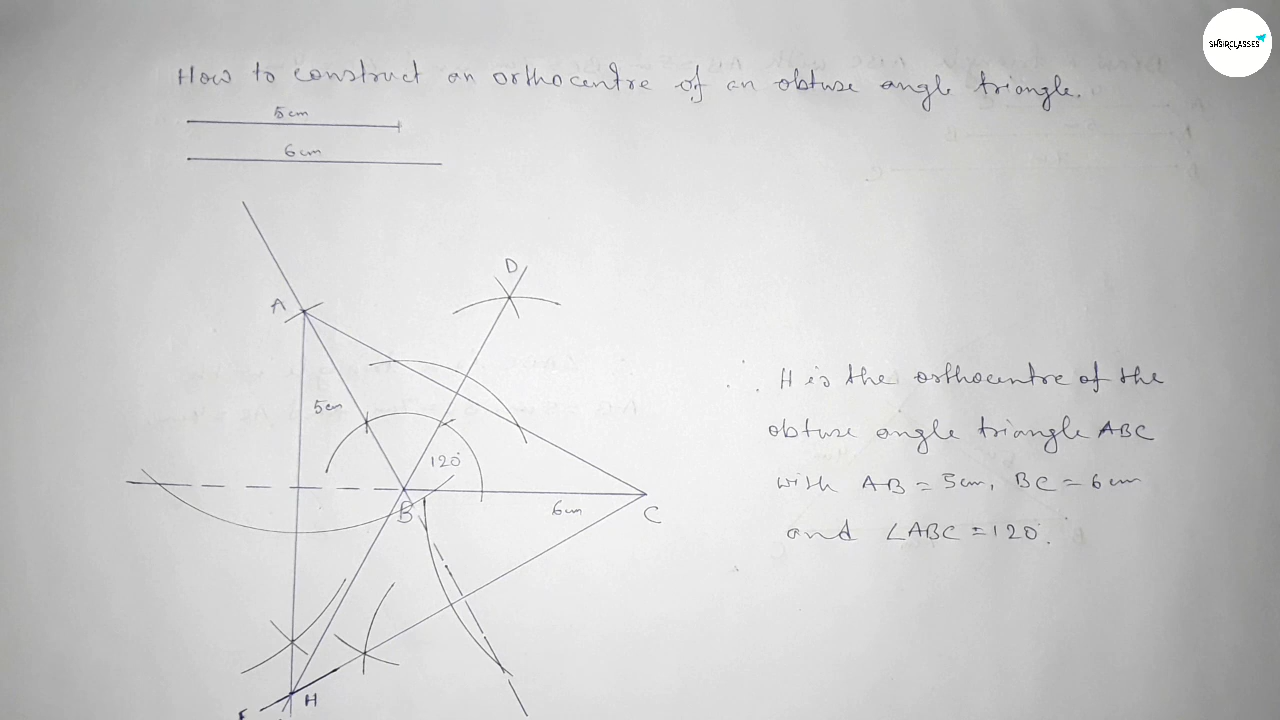 SHSIRCLASSES
How to construct an orthocentre of an obtuse angle triangle.
5cm
6cm
D
A
5cm
120°
B
6cm
C
H
∴ H is the orthocentre of the
obtuse angle triangle ABC
with AB = 5cm, BC = 6cm
and ∠ABC = 120°.